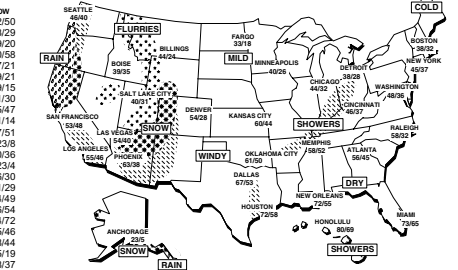 COLD
SEATTLE
46/40
FLURRIES
FARGO
33/18
BOSTON
38/32
BILLINGS
44/24
MINNEAPOLIS
40/26
RAIN
MILD
DETROIT
38/28
NEW YORK
45/37
BOISE
39/35
CHICAGO
44/32
WASHINGTON
48/36
SALT LAKE CITY
40/31
DENVER
54/28
KANSAS CITY
60/44
CINCINNATI
46/37
SAN FRANCISCO
53/48
SNOW
SHOWERS
RALEIGH
58/32
LAS VEGAS
54/40
LOS ANGELES
55/46
PHOENIX
63/38
WINDY
OKLAHOMA CITY
61/50
MEMPHIS
58/52
ATLANTA
56/45
DALLAS
67/53
DRY
HOUSTON
72/58
NEW ORLEANS
72/55
MIAMI
73/65
ANCHORAGE
23/5
HONOLULU
80/69
SNOW
RAIN
SHOWERS